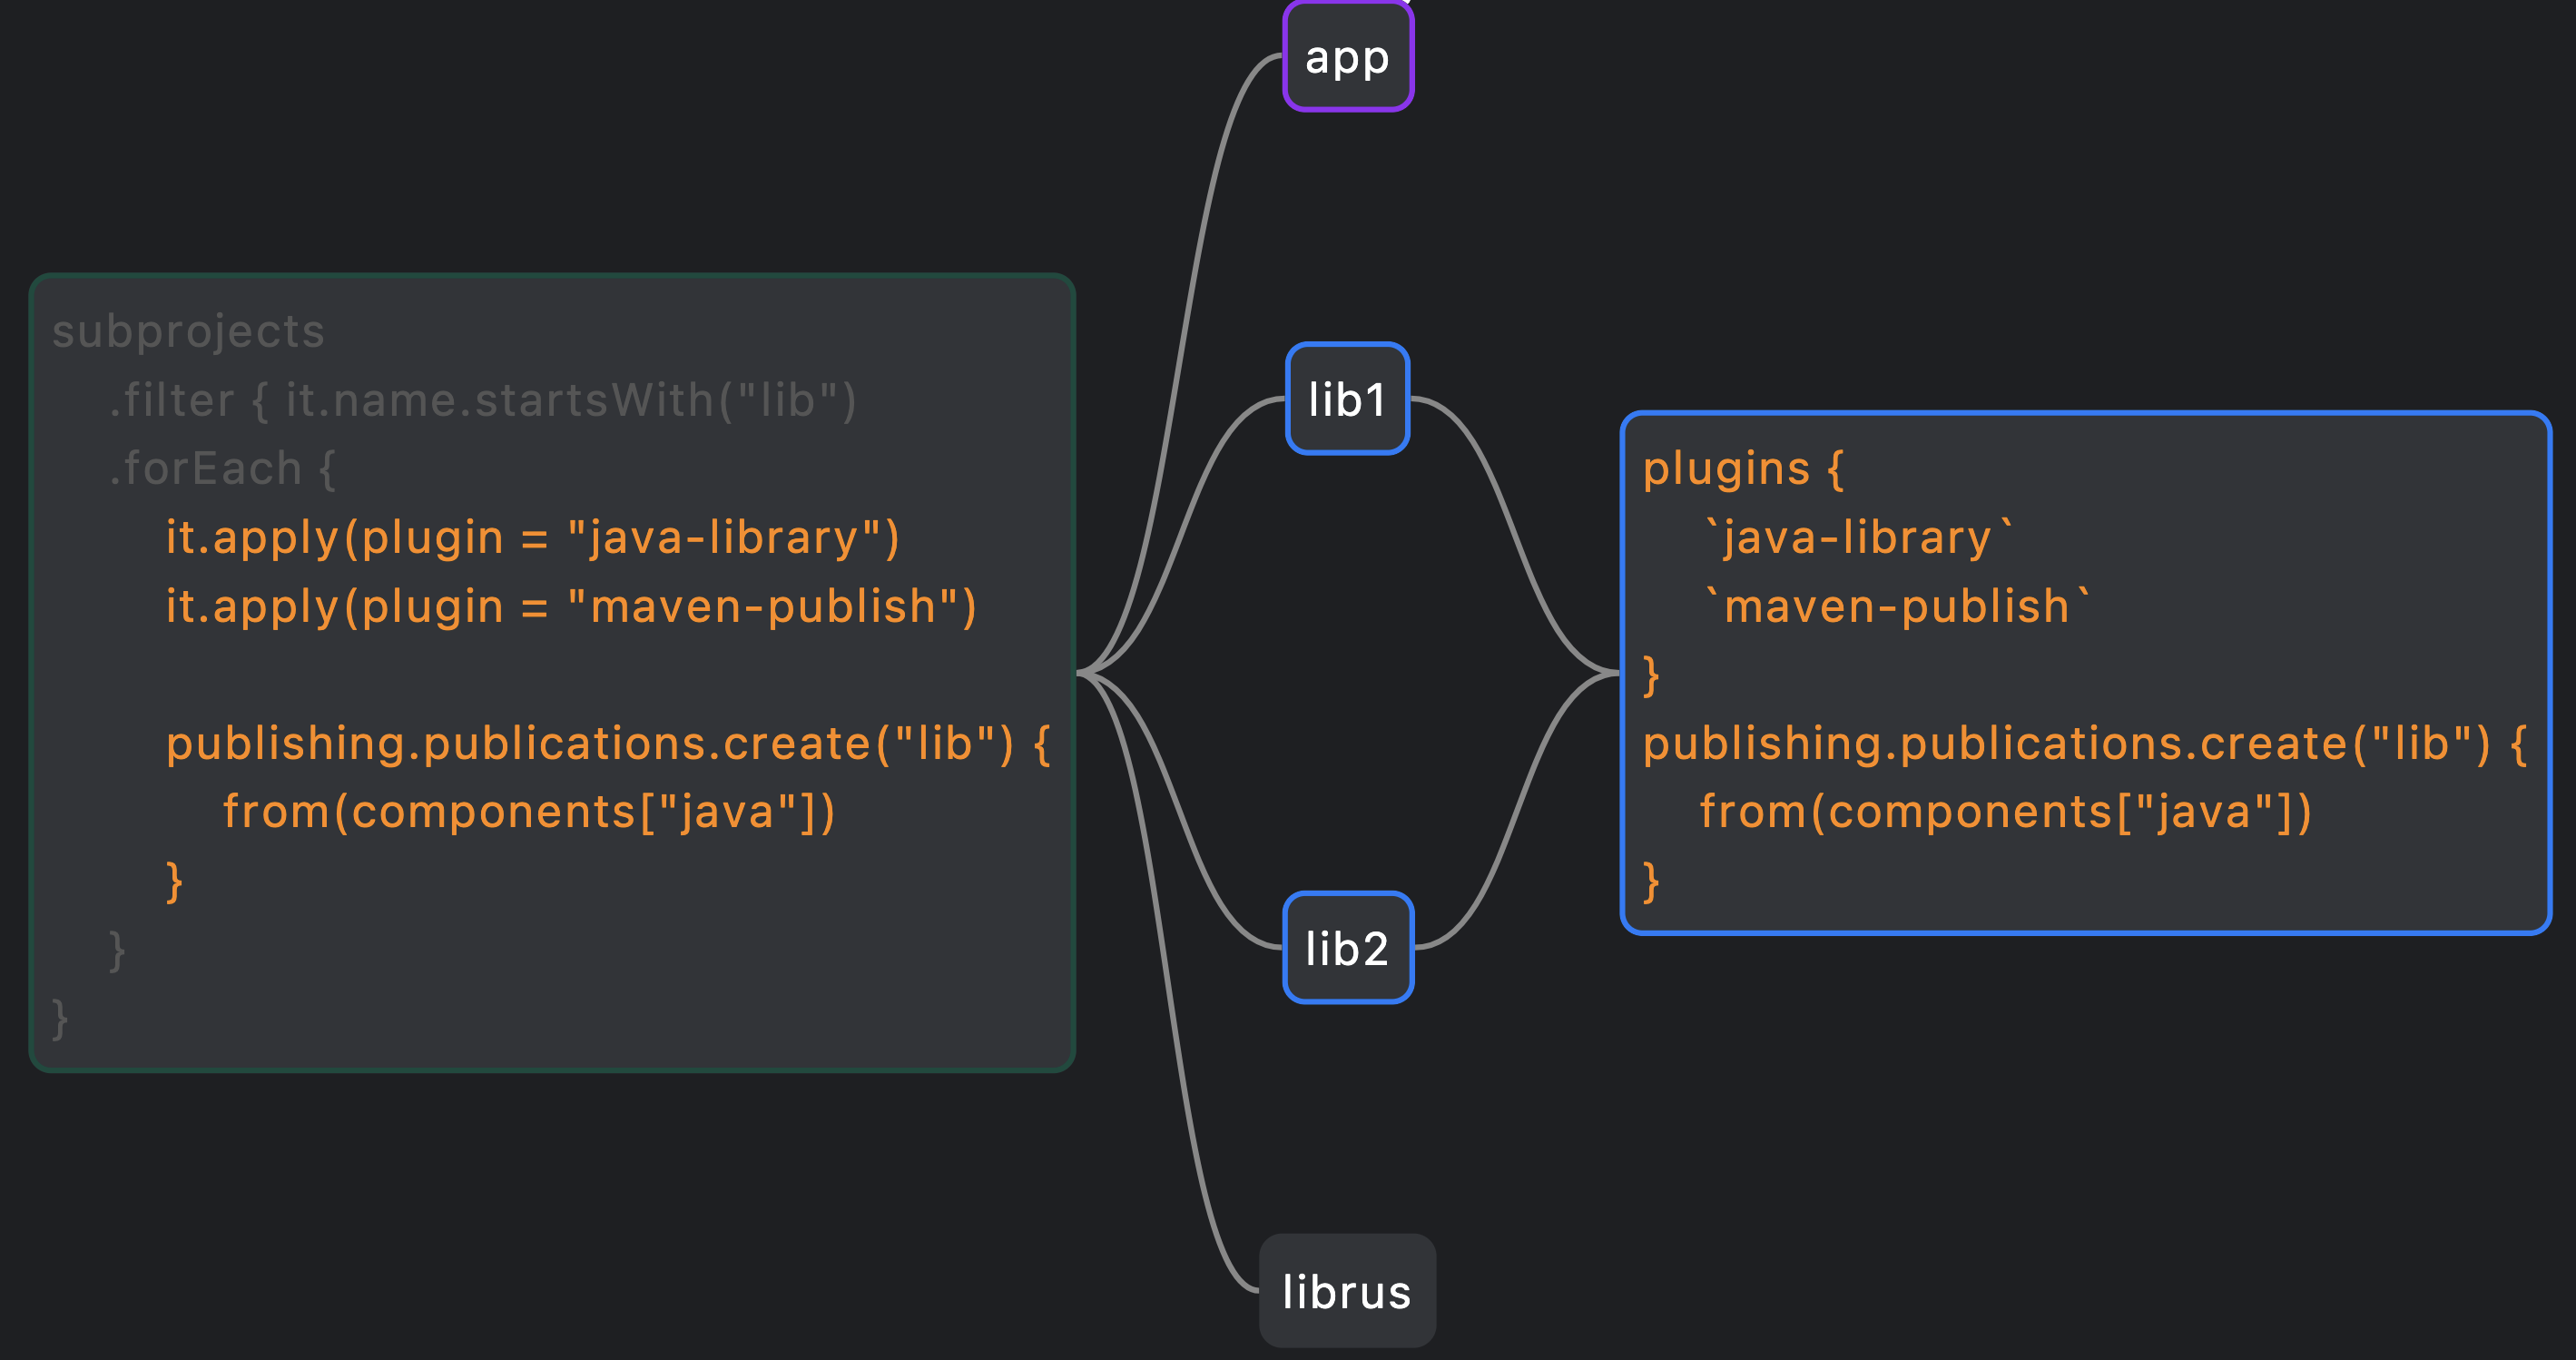 app
subprojects
.filter { it.name.startsWith("lib")
.forEach {
it.apply(plugin = "java-library")
it.apply(plugin = "maven-publish")
publishing.publications.create("lib") {
from(components["java"])
}
}
}
lib1
lib2
librus
plugins {
`java-library`
`maven-publish`
}
publishing.publications.create("lib") {
from(components["java"])
}